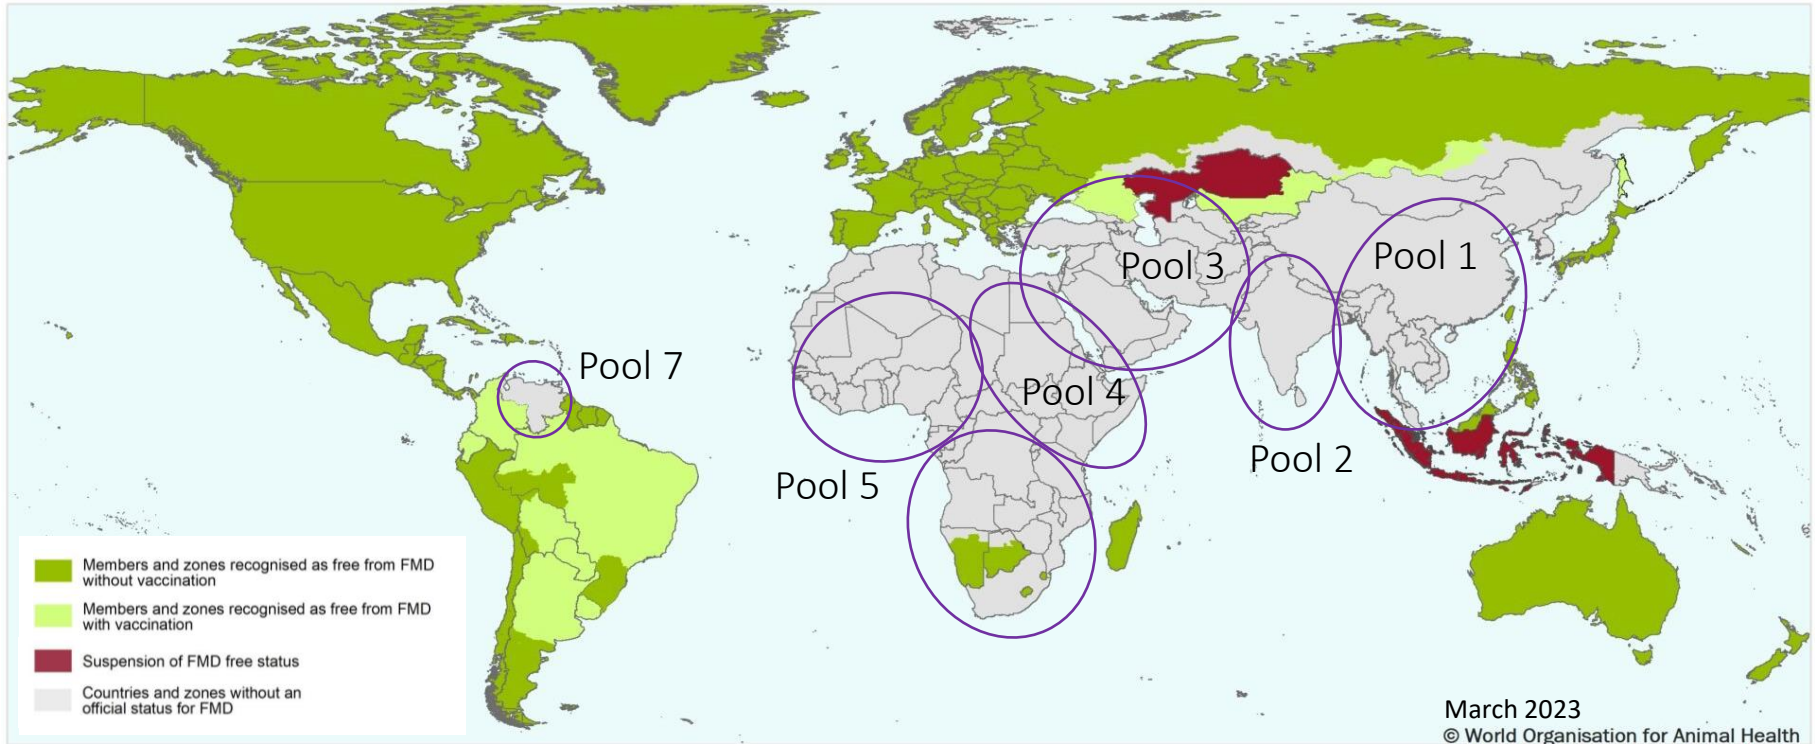 Pool 1
Pool 3
Pool 7
Pool 4
Pool 2
Pool 5
Members and zones recognised as free from FMD
without vaccination
Members and zones recognised as free from FMD
with vaccination
Suspension of FMD free status
Countries and zones without an
official status for FMD
March 2023
© World Organisation for Animal Health